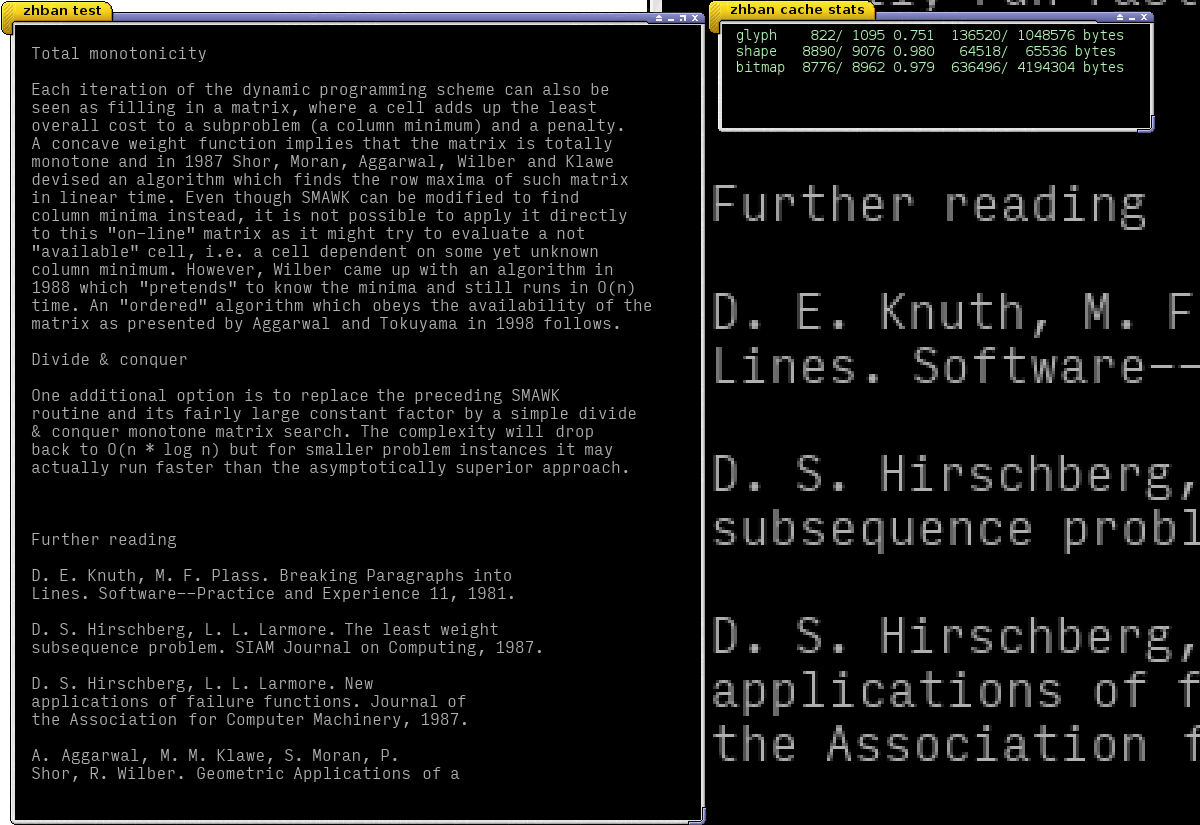 zhban test
Total monotonicity
Each iteration of the dynamic programming scheme can also be
seen as filling in a matrix, where a cell adds up the least
overall cost to a subproblem (a column minimum) and a penalty.
A concave weight function implies that the matrix is totally
monotone and in 1987 Shor, Moran, Aggarwal, Wilber and Klawe
devised an algorithm which finds the row maxima of such matrix
in linear time. Even though SMAWK can be modified to find
column minima instead, it is not possible to apply it directly
to this "on-line" matrix as it might try to evaluate a not
"available" cell, i.e. a cell dependent on some yet unknown
column minimum. However, Wilber came up with an algorithm in
1988 which "pretends" to know the minima and still runs in O(n)
time. An "ordered" algorithm which obeys the availability of the
matrix as presented by Aggarwal and Tokuyama in 1998 follows.
Divide & conquer
One additional option is to replace the preceding SMAWK
routine and its fairly large constant factor by a simple divide
& conquer monotone matrix search. The complexity will drop
back to O(n * log n) but for smaller problem instances it may
actually run faster than the asymptotically superior approach.
Further reading
D. E. Knuth, M. F. Plass. Breaking Paragraphs into
Lines. Software--Practice and Experience 11, 1981.
D. S. Hirschberg, L. L. Larmore. The least weight
subsequence problem. SIAM Journal on Computing, 1987.
D. S. Hirschberg, L. L. Larmore. New
applications of failure functions. Journal of
the Association for Computer Machinery, 1987.
A. Aggarwal, M. M. Klawe, S. Moran, P.
Shor, R. Wilber. Geometric Applications of a
zhban cache stats
glyph 822/ 1095 0.751 136520/ 1048576 bytes
shape 8890/ 9076 0.980 64518/ 65536 bytes
bitmap 8776/ 8962 0.979 636496/ 4194304 bytes
Further reading
D. E. Knuth, M. F
Lines. Software--
D. S. Hirschberg,
subsequence probl
D. S. Hirschberg,
applications of f
the Association f